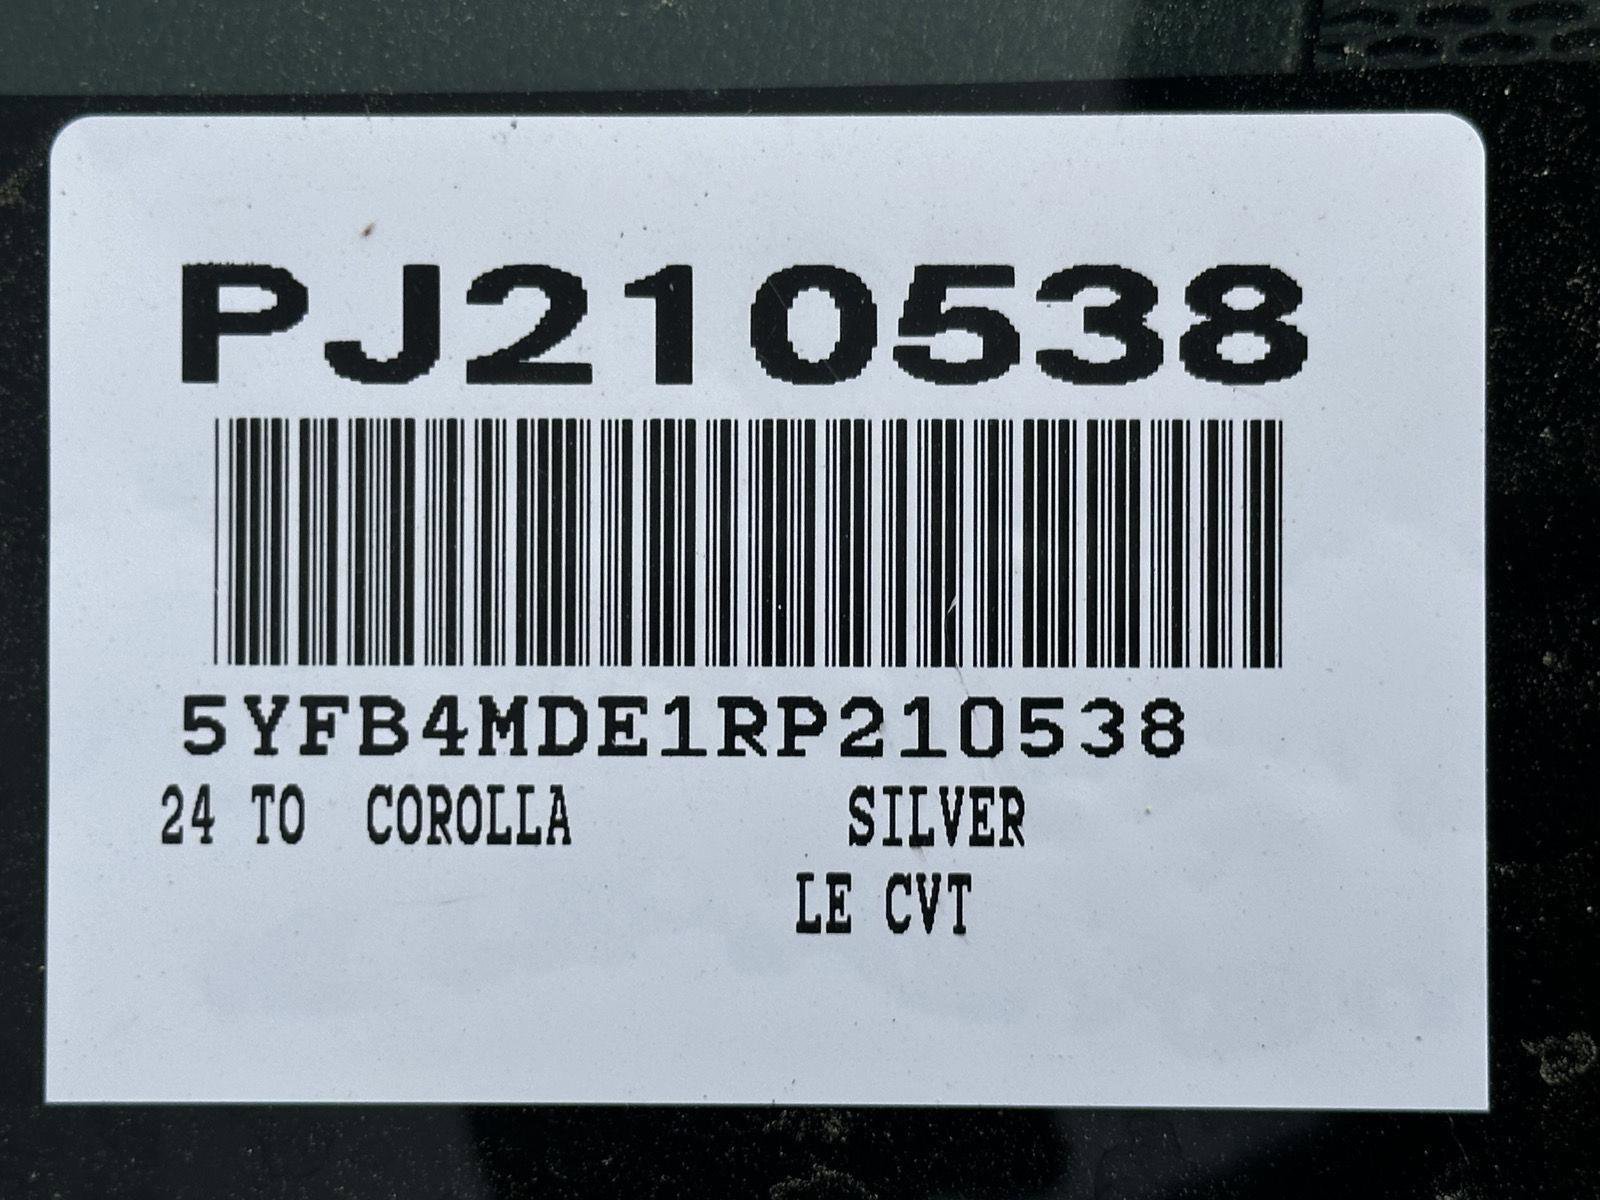 PJ210538
5YFB4MDE1RP210538
24 TO COROLLA SILVER
LE CVT